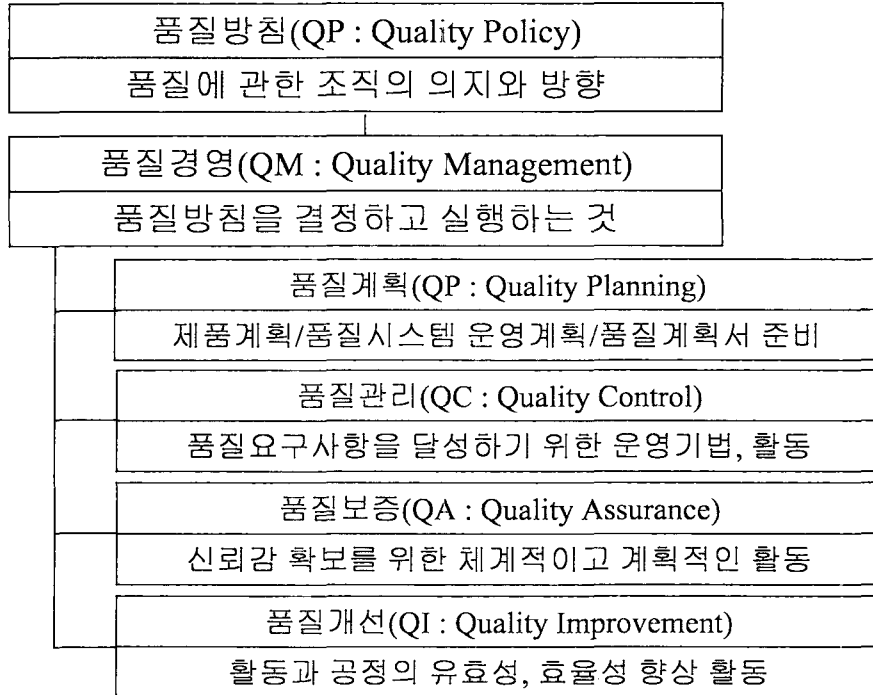 품질방침(QP : Quality Policy)
품질에 관한 조직의 의지와 방향
품질경영(QM : Quality Management)
품질방침을 결정하고 실행하는 것
품질계획(QP : Quality Planning)
제품계획/품질시스템 운영계획/품질계획서 준비
품질관리(QC : Quality Control)
품질요구사항을 달성하기 위한 운영기법, 활동
품질보증(QA : Quality Assurance)
신뢰감 확보를 위한 체계적이고 계획적인 활동
품질개선(QI : Quality Improvement)
활동과 공정의 유효성, 효율성 향상 활동